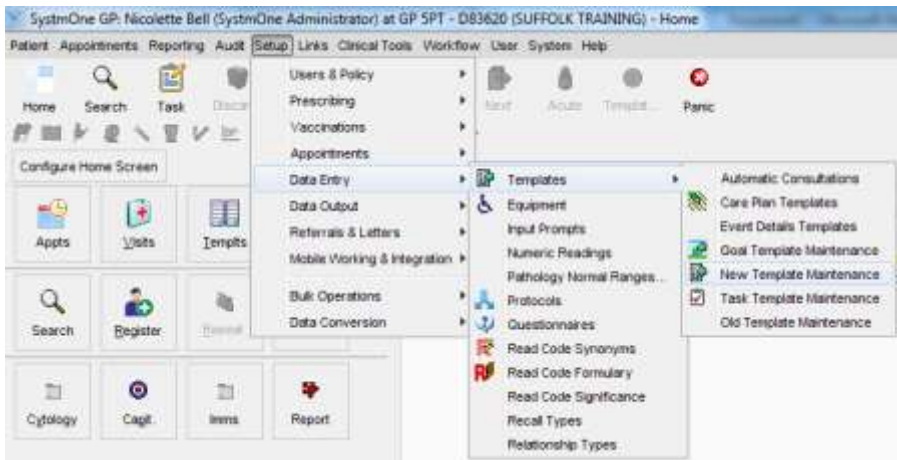 SystmOne GP: Nicolette Bell (SystmOne Administrator) at GP 5PT - D83620 (SUFFOLK TRAINING) - Home
Patient Appointments Reporting Audit Setup Links Clinical Tools Workflow User System Help
Home Search Task Discar Next Acute Templat... Panic
Configure Home Screen
Appts Visits Templts
Search Register
Cytology Capit. Imms Report
Users & Policy
Prescribing
Vaccinations
Appointments
Data Entry
Data Output
Referrals & Letters
Mobile Working & Integration
Bulk Operations
Data Conversion
Templates
Equipment
Input Prompts
Numeric Readings
Pathology Normal Ranges...
Protocols
Questionnaires
Read Code Synonyms
Read Code Formulary
Read Code Significance
Recall Types
Relationship Types
Automatic Consultations
Care Plan Templates
Event Details Templates
Goal Template Maintenance
New Template Maintenance
Task Template Maintenance
Old Template Maintenance